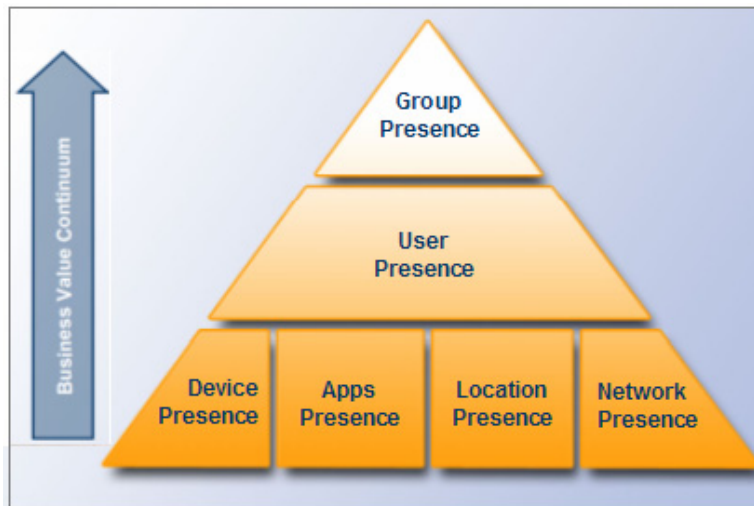 Group
Presence
User
Presence
Device
Presence
Apps
Presence
Location
Presence
Network
Presence
Business Value Continuum